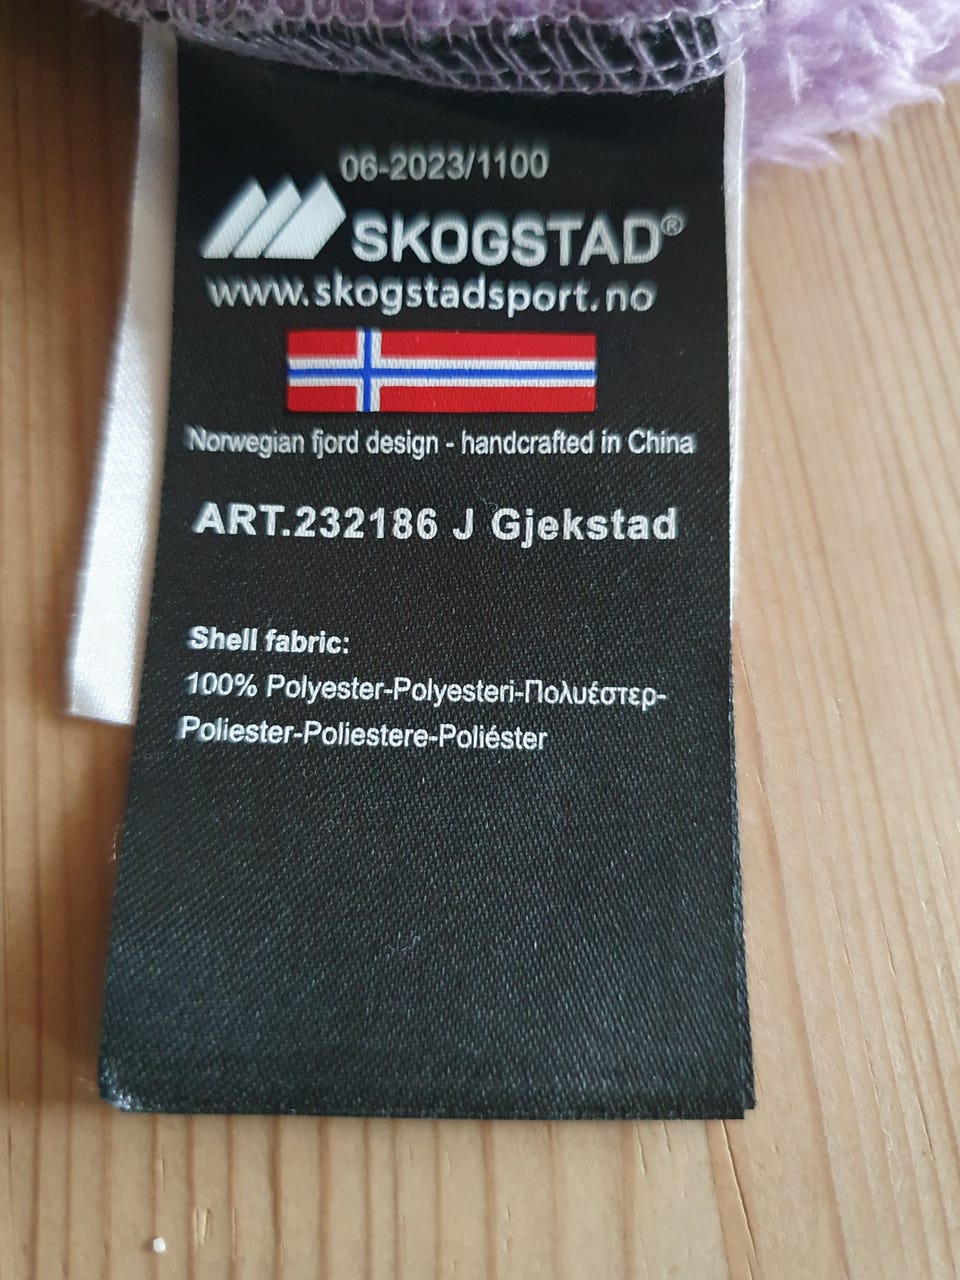 06-2023/1100
SKOGSTAD®
www.skogstadsport.no
Norwegian fjord design - handcrafted in China
ART.232186 J Gjekstad
Shell fabric:
100% Polyester-Polyesteri-Πολυέστερ-
Poliester-Poliestere-Poliéster